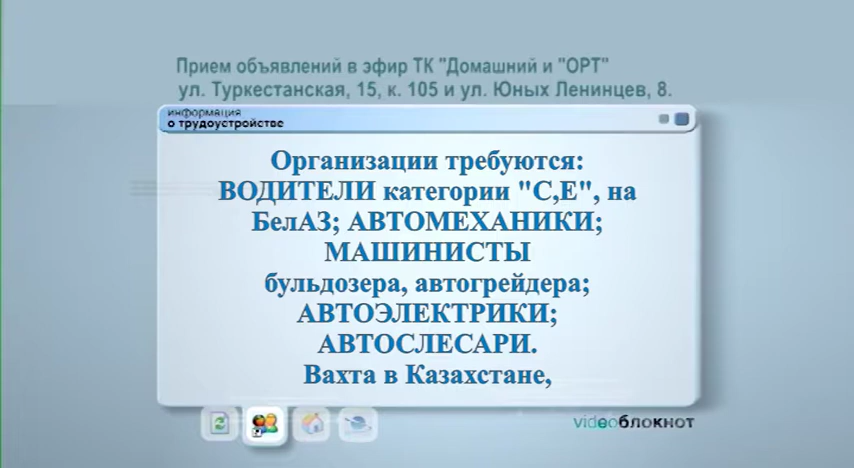 Прием объявлений в эфир ТК "Домашний и "ОРТ"
ул. Туркестанская, 15, к. 105 и ул. Юных Ленинцев, 8.
информация
о трудоустройстве
Организации требуются:
ВОДИТЕЛИ категории "С,Е", на
БелАЗ; АВТОМЕХАНИКИ;
МАШИНИСТЫ
бульдозера, автогрейдера;
АВТОЭЛЕКТРИКИ;
АВТОСЛЕСАРИ.
Вахта в Казахстане,
videoблокнот